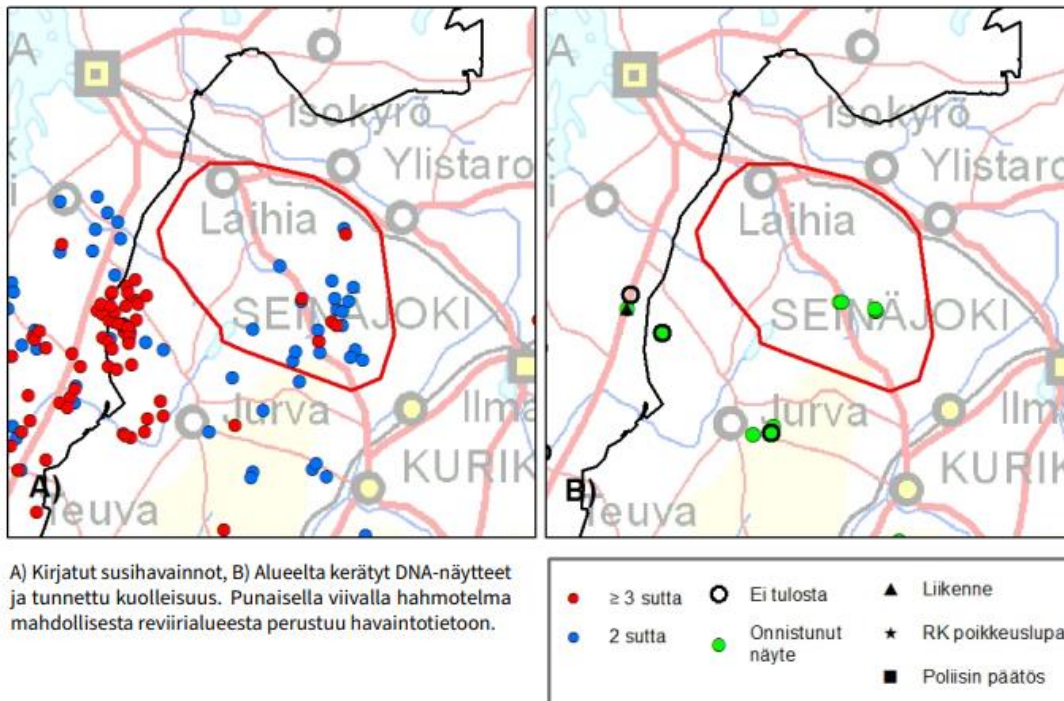 Isokyrö
Ylistaro
Laihia
SEINÄJOKI
Jurva
Ilma
KURIK
Teuva
A)
Isokyrö
Ylistaro
Laihia
SEINÄJOKI
Jurva
Ilma
KURIK
Teuva
B)
A) Kirjatut susihavainnot, B) Alueelta kerätyt DNA-näytteet
ja tunnettu kuolleisuus. Punaisella viivalla hahmotelma
mahdollisesta reviirialueesta perustuu havaintotietoon.
≥ 3 sutta
2 sutta
Ei tulosta
Onnistunut
näyte
Liikenne
RK poikkeuslupa
Poliisin päätös